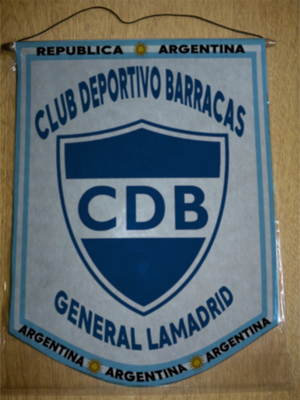 REPUBLICA ARGENTINA
CLUB DEPORTIVO BARRACAS
CDB
GENERAL LAMADRID
ARGENTINA ARGENTINA ARGENTINA